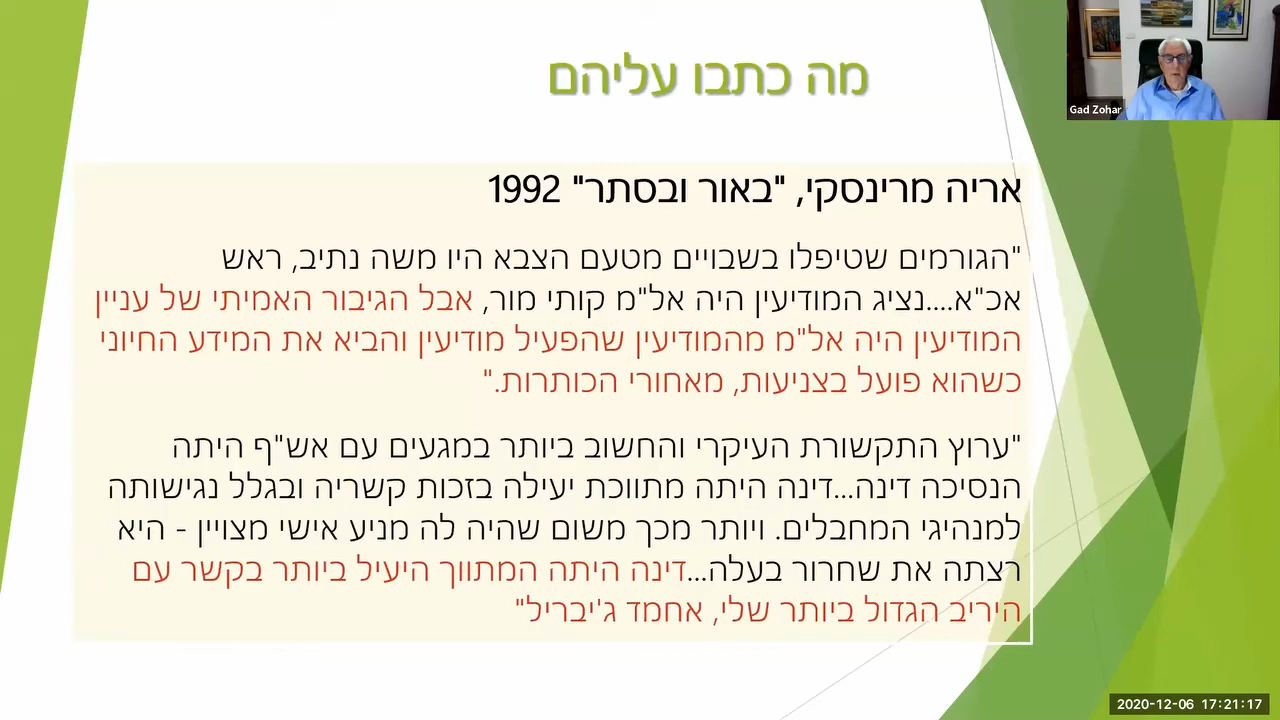 מה כתבו עליהם
Gad Zohar
אריה מרינסקי, "באור ובסתר" 1992
"הגורמים שטיפלו בשבויים מטעם הצבא היו משה נתיב, ראש
אכ"א....נציג המודיעין היה אל"מ קותי מור, אבל הגיבור האמיתי של עניין
המודיעין היה אל"מ מהמודיעין שהפעיל מודיעין והביא את המידע החיוני
כשהוא פועל בצניעות, מאחורי הכותרות."
"ערוץ התקשורת העיקרי והחשוב ביותר במגעים עם אש"ף היתה
הנסיכה דינה...דינה היתה מתווכת יעילה בזכות קשריה ובגלל נגישותה
למנהיגי המחבלים. ויותר מכך משום שהיה לה מניע אישי מצויין - היא
רצתה את שחרור בעלה...דינה היתה המתווך היעיל ביותר בקשר עם
היריב הגדול ביותר שלי, אחמד ג'יבריל"
2020-12-06 17:21:17